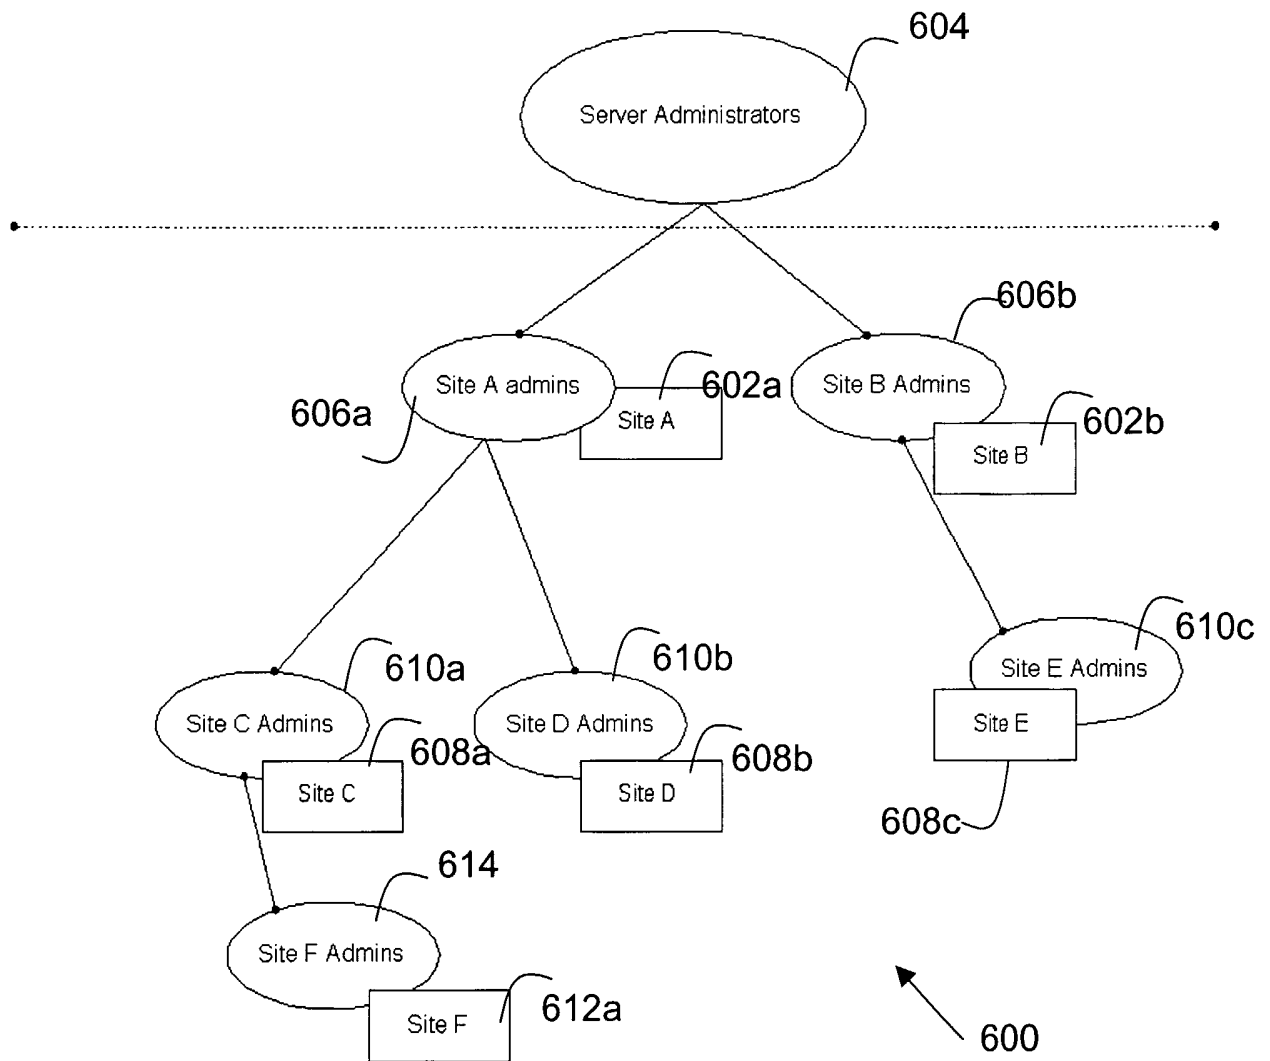 604
Server Administrators
606b
Site A admins
602a
Site B Admins
606a
Site A
602b
Site B
610c
610a
610b
Site E Admins
Site C Admins
Site D Admins
Site E
608a
608b
Site C
Site D
608c
614
Site F Admins
612a
Site F
600